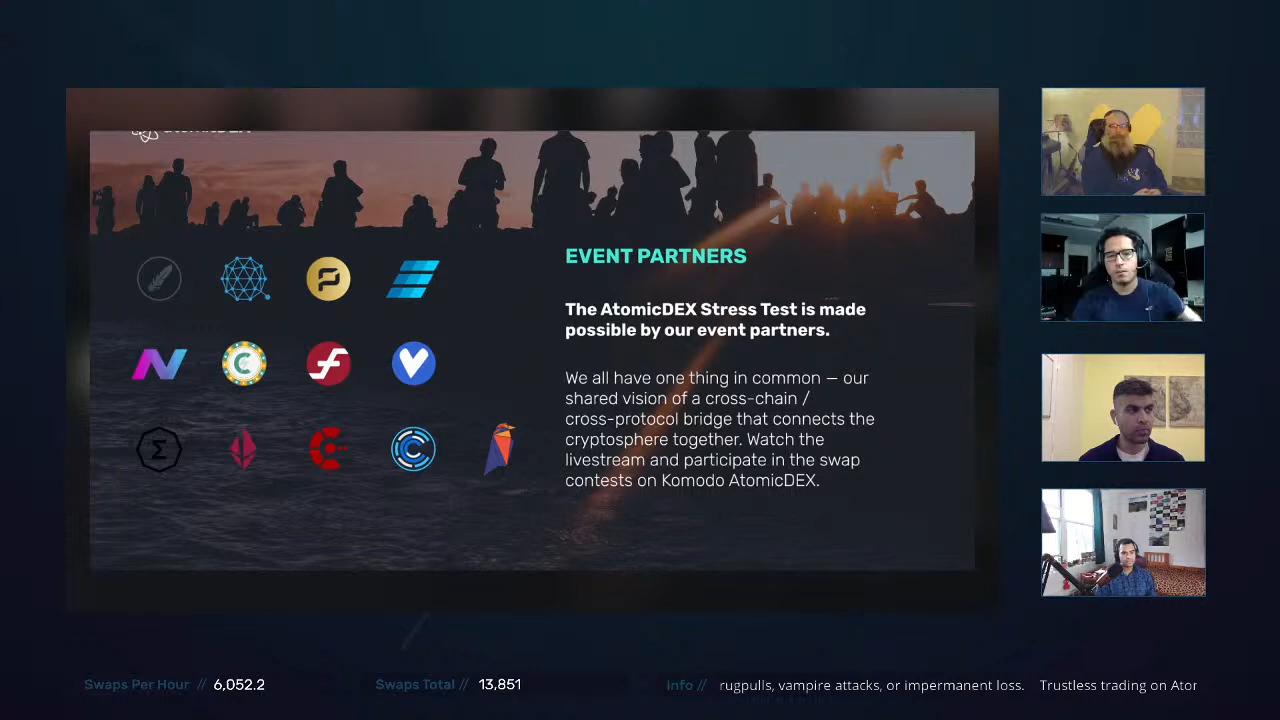 EVENT PARTNERS
The AtomicDEX Stress Test is made
possible by our event partners.
We all have one thing in common — our
shared vision of a cross-chain /
cross-protocol bridge that connects the
cryptosphere together. Watch the
livestream and participate in the swap
contests on Komodo AtomicDEX.
Swaps Per Hour // 6,052.2
Swaps Total // 13,851
Info // rugpulls, vampire attacks, or impermanent loss. Trustless trading on Ator